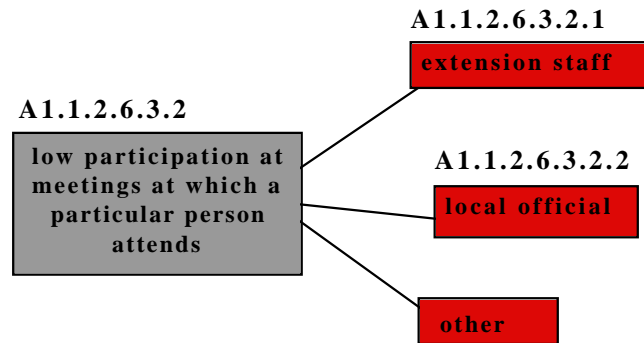 A1.1.2.6.3.2.1
extension staff
A1.1.2.6.3.2
low participation at
meetings at which a
particular person
attends
A1.1.2.6.3.2.2
local official
other